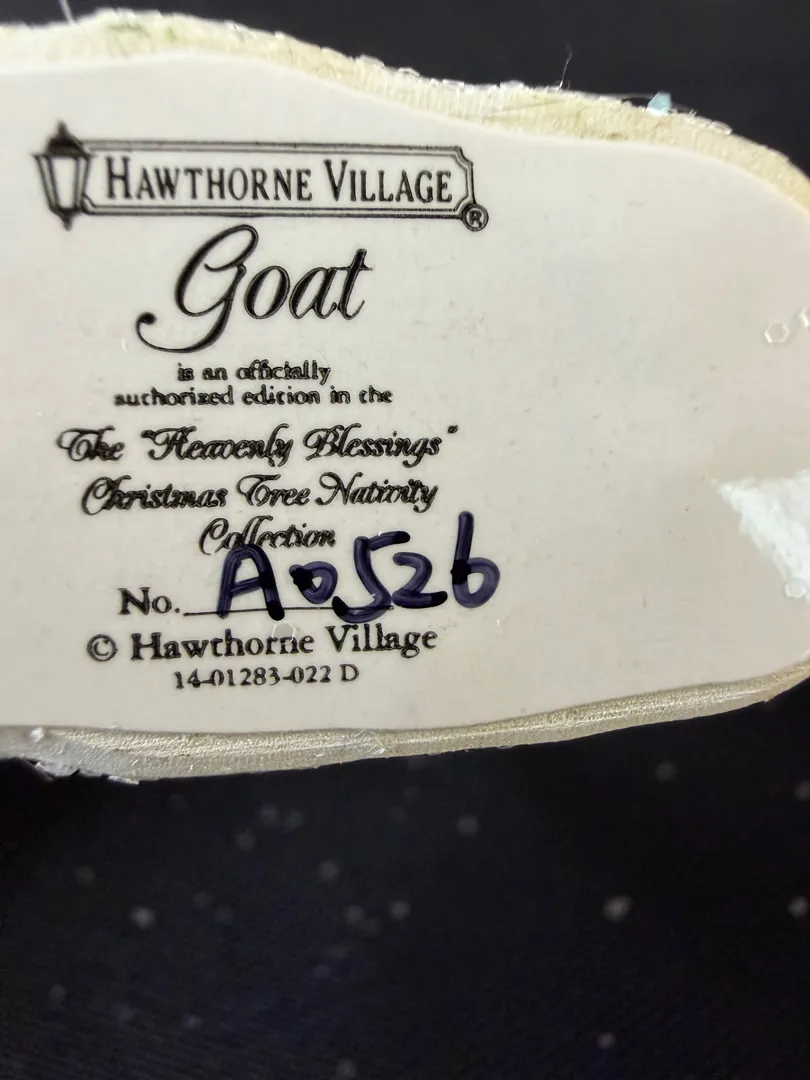 HAWTHORNE VILLAGE ®
Goat
is an officially
authorized edition in the
The "Heavenly Blessings"
Christmas Tree Nativity
Collection
No. A0526
© Hawthorne Village
14-01283-022 D